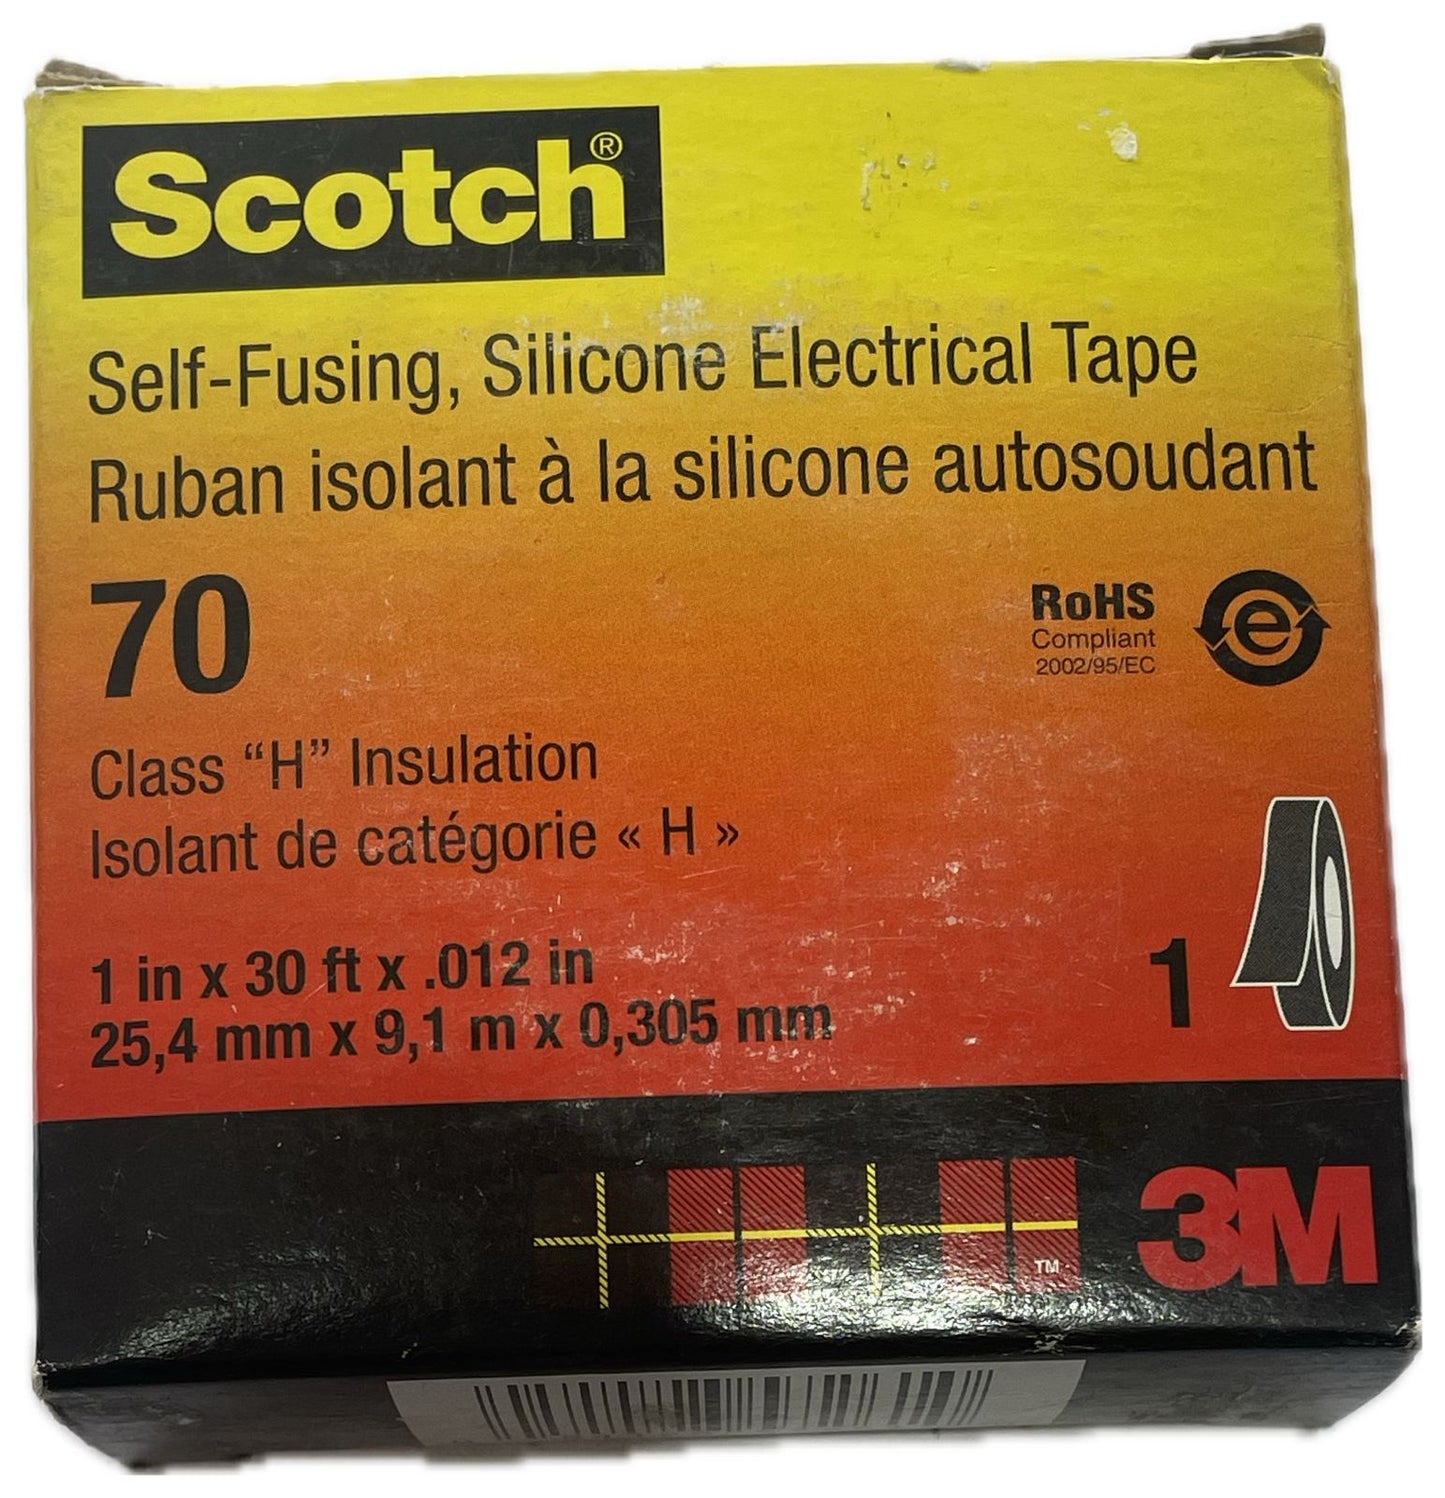 Scotch®
Self-Fusing, Silicone Electrical Tape
Ruban isolant à la silicone autosoudant
70
RoHS
Compliant
2002/95/EC
e
Class “H” Insulation
Isolant de catégorie « H »
1 in x 30 ft x .012 in
25,4 mm x 9,1 m x 0,305 mm
1
TM
3M